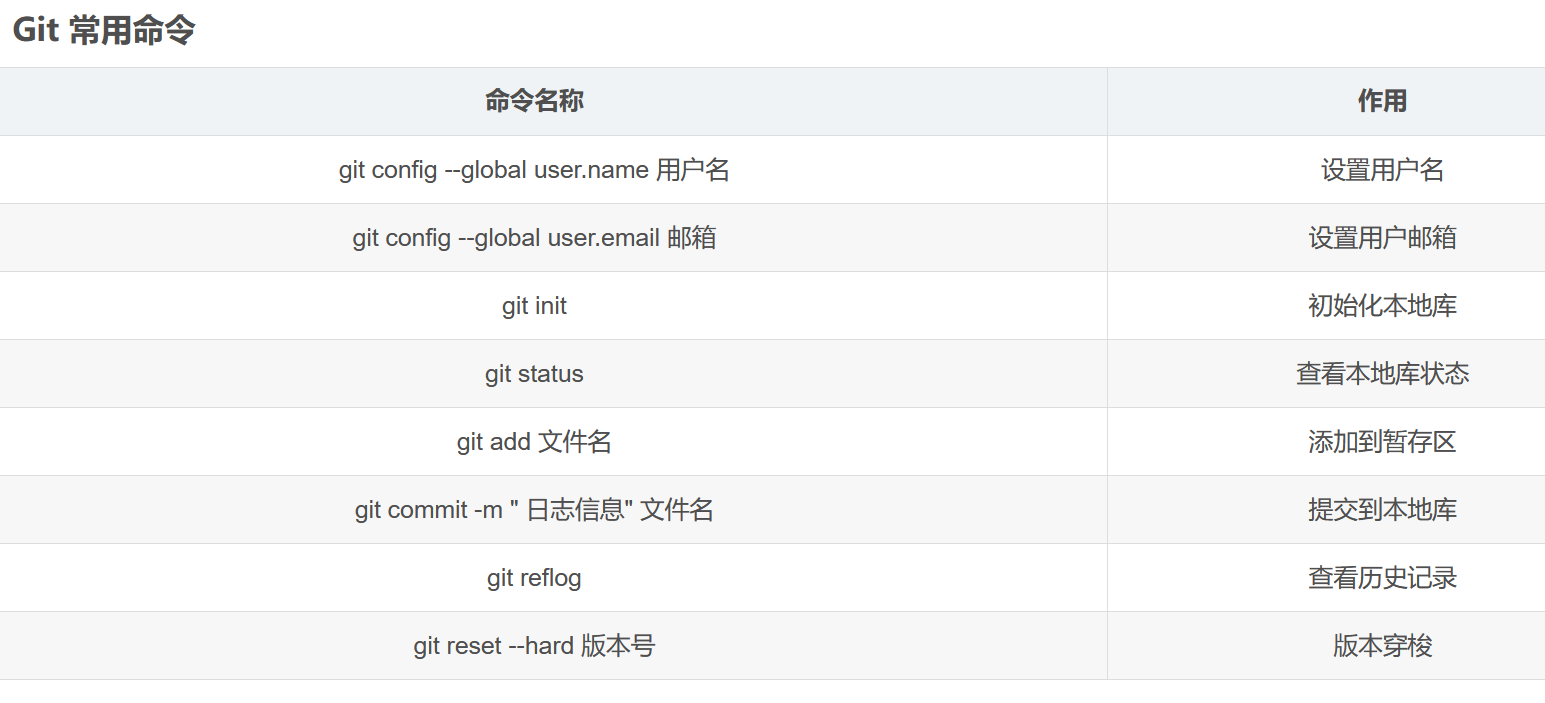 Git 常用命令
命令名称 作用
git config --global user.name 用户名 设置用户名
git config --global user.email 邮箱 设置用户邮箱
git init 初始化本地库
git status 查看本地库状态
git add 文件名 添加到暂存区
git commit -m " 日志信息" 文件名 提交到本地库
git reflog 查看历史记录
git reset --hard 版本号 版本穿梭